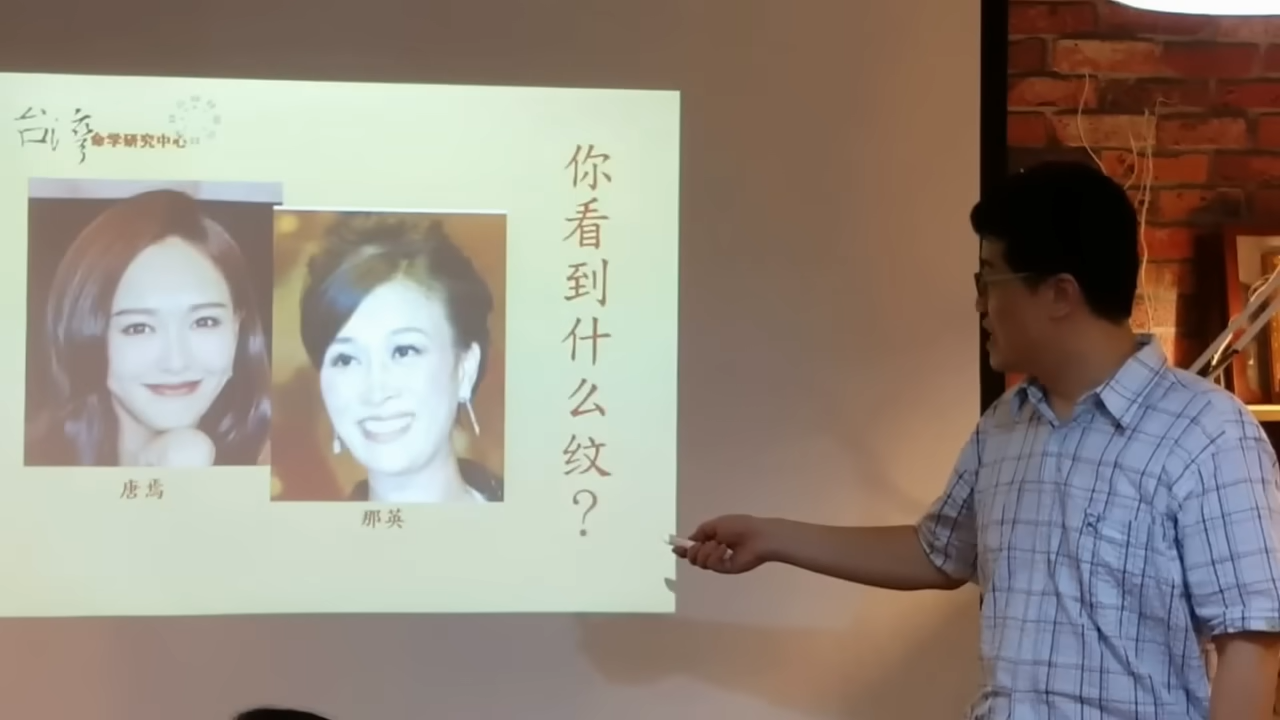 台湾命学研究中心
你看到什么纹？
唐嫣
那英